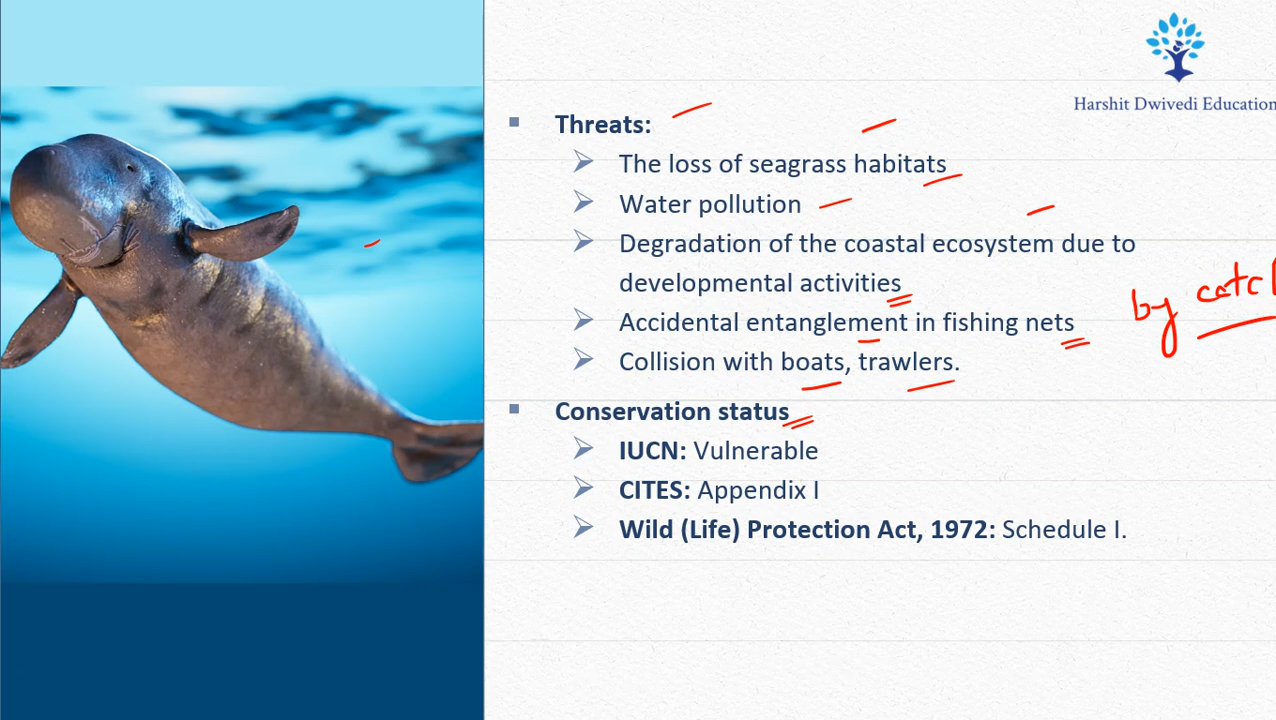 Harshit Dwivedi Education
Threats:
The loss of seagrass habitats
Water pollution
Degradation of the coastal ecosystem due to
developmental activities
by catc
Accidental entanglement in fishing nets
Collision with boats, trawlers.
Conservation status
IUCN: Vulnerable
CITES: Appendix I
Wild (Life) Protection Act, 1972: Schedule I.